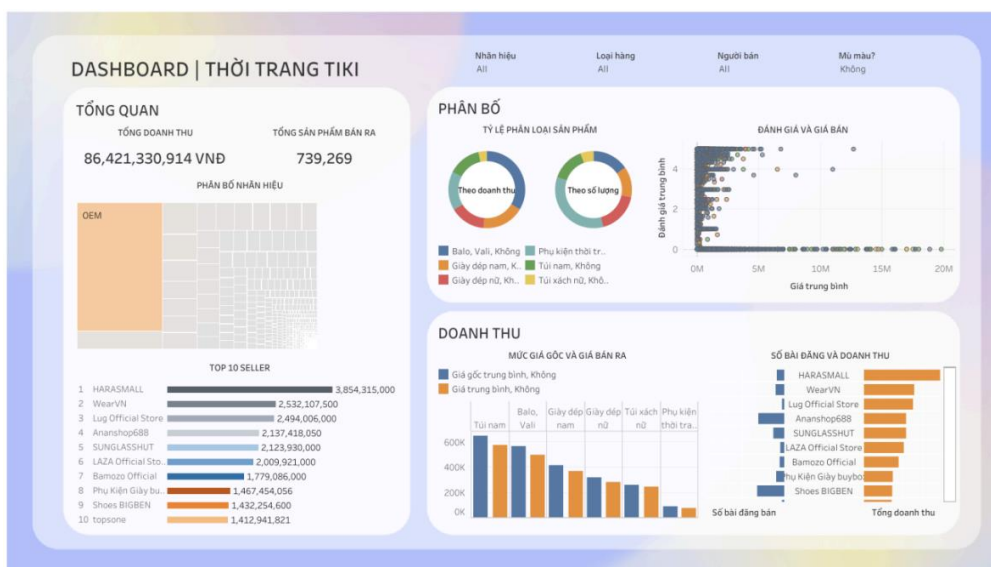 DASHBOARD | THỜI TRANG TIKI
Nhãn hiệu
All
Loại hàng
All
Người bán
All
Mù màu?
Không
TỔNG QUAN
TỔNG DOANH THU
86,421,330,914 VNĐ
TỔNG SẢN PHẨM BÁN RA
739,269
PHÂN BỐ NHÃN HIỆU
OEM
TOP 10 SELLER
1 HARASMALL 3,854,315,000
2 WearVN 2,532,107,500
3 Lug Official Store 2,494,006,000
4 Ananshop688 2,137,418,050
5 SUNGLASSHUT 2,123,930,000
6 LAZA Official Sto.. 2,009,921,000
7 Bamozo Official 1,779,086,000
8 Phụ Kiện Giày bu.. 1,467,454,056
9 Shoes BIGBEN 1,432,254,600
10 topsone 1,412,941,821
PHÂN BỐ
TỶ LỆ PHÂN LOẠI SẢN PHẨM
Theo doanh thu
Theo số lượng
Balo, Vali, Không
Phụ kiện thời tr..
Giày dép nam, K..
Túi nam, Không
Giày dép nữ, Kh..
Túi xách nữ, Khô..
ĐÁNH GIÁ VÀ GIÁ BÁN
Đánh giá trung bình
4
2
0
0M 5M 10M 15M 20M
Giá trung bình
DOANH THU
MỨC GIÁ GỐC VÀ GIÁ BÁN RA
Giá gốc trung bình, Không
Giá trung bình, Không
Túi nam
Balo, Vali
Giày dép nam
Giày dép nữ
Túi xách nữ
Phụ kiện thời tra..
600K
400K
200K
0K
SỐ BÀI ĐĂNG VÀ DOANH THU
HARASMALL
WearVN
Lug Official Store
Ananshop688
SUNGLASSHUT
LAZA Official Store
Bamozo Official
Phụ Kiện Giày buybo
Shoes BIGBEN
Số bài đăng bán
Tổng doanh thu